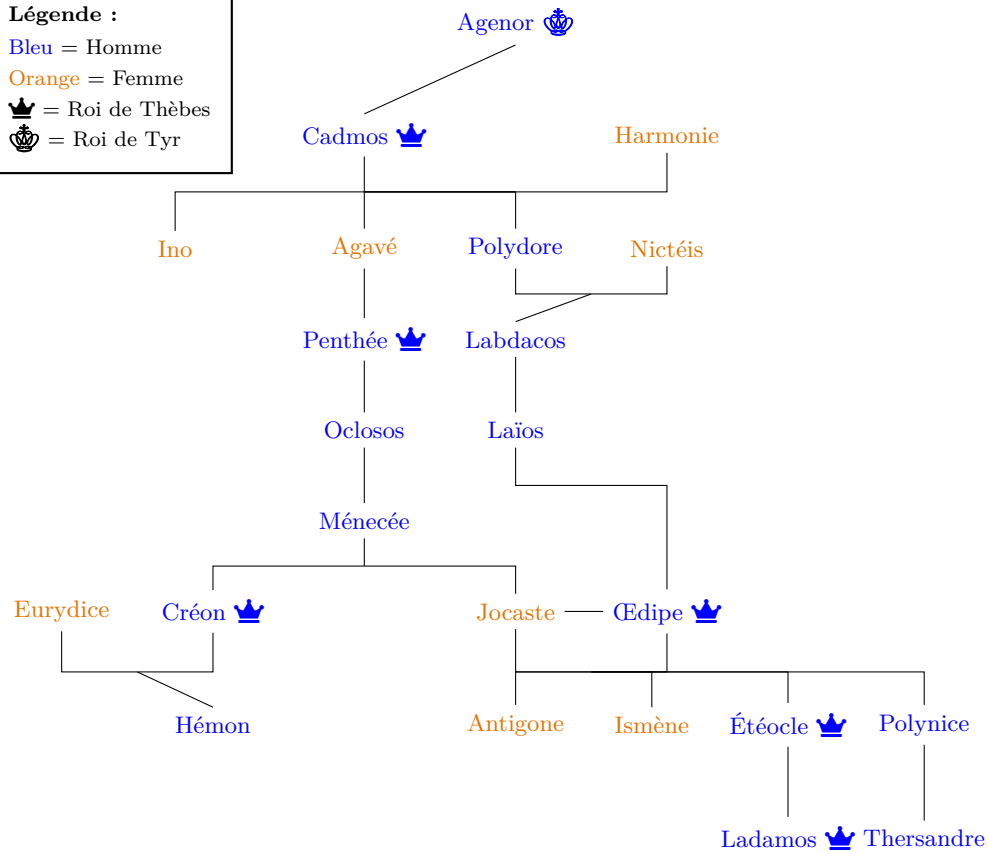 Légende :
Bleu = Homme
Orange = Femme
= Roi de Thèbes
= Roi de Tyr
Agenor
Cadmos
Harmonie
Ino
Agavé
Polydore
Nictéis
Penthée
Labdacos
Oclosos
Laïos
Ménecée
Eurydice
Créon
Jocaste
Œdipe
Hémon
Antigone
Ismène
Étéocle
Polynice
Ladamos
Thersandre